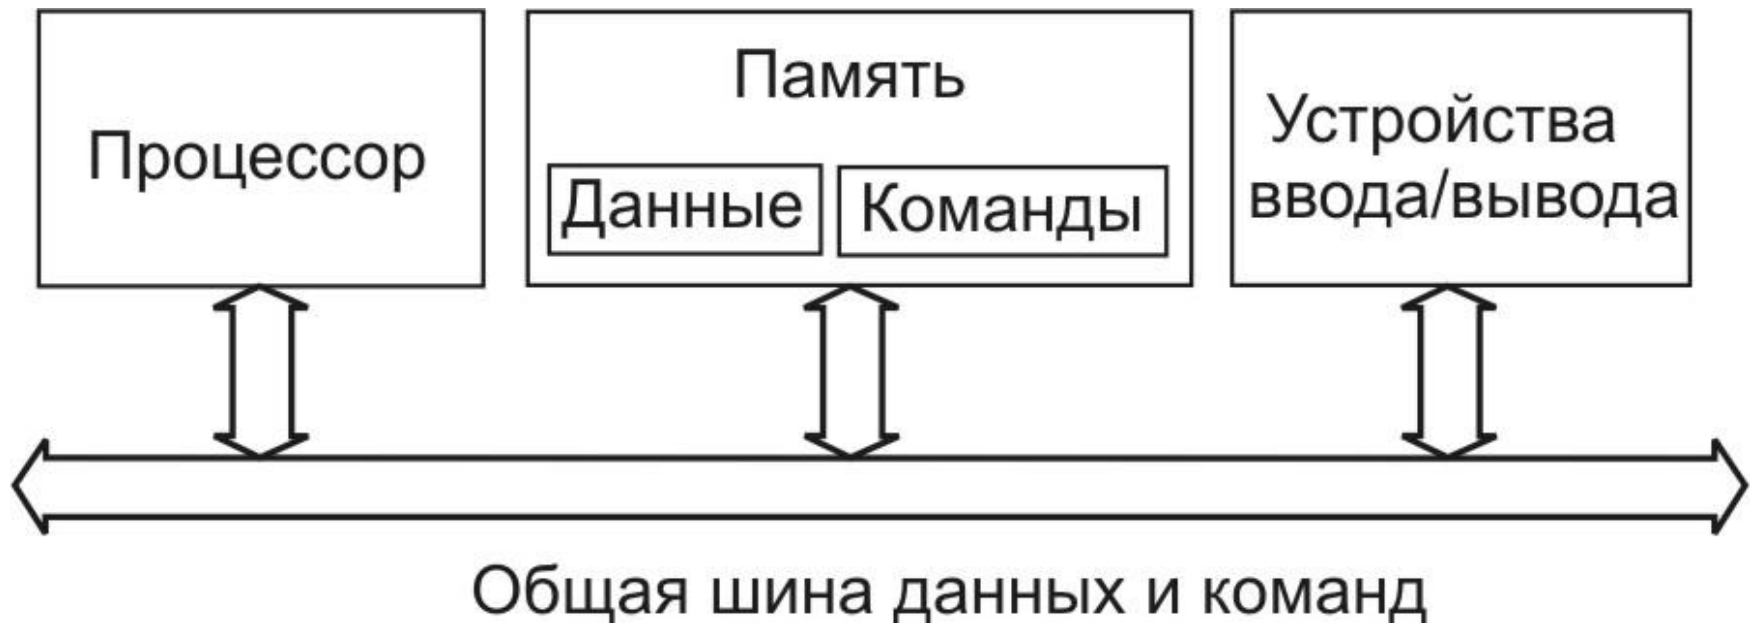 Процессор
Память
Данные
Команды
Устройства
ввода/вывода
Общая шина данных и команд